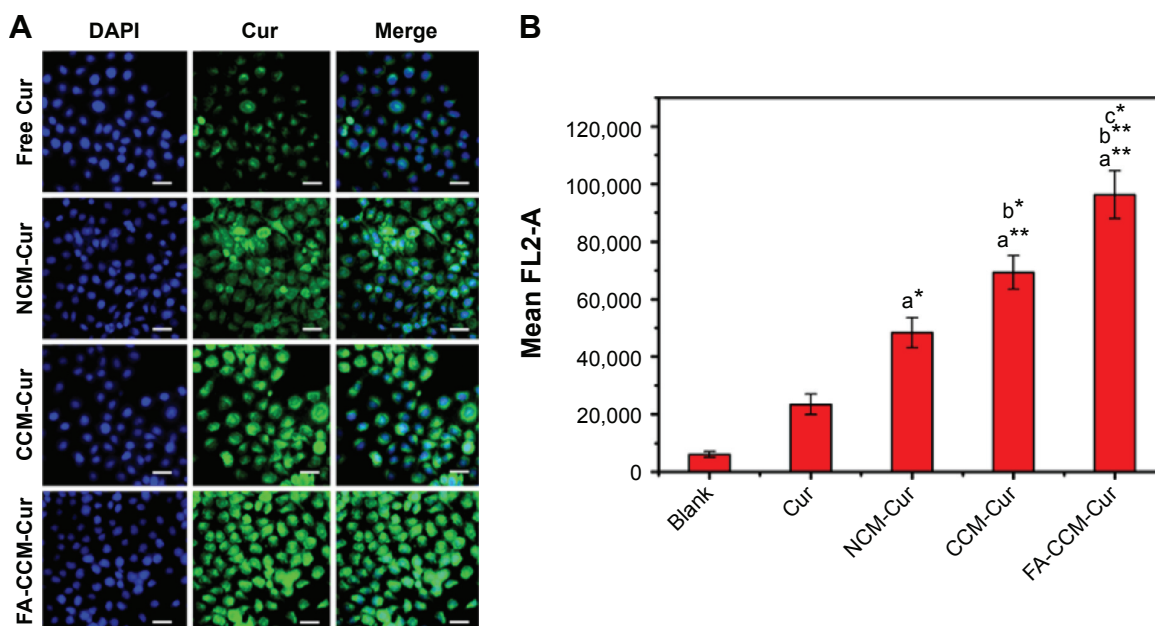 A
DAPI Cur Merge
Free Cur
NCM-Cur
CCM-Cur
FA-CCM-Cur
B
Mean FL2-A
120,000
100,000
80,000
60,000
40,000
20,000
0
a*
b*
a**
c*
b**
a**
Blank
Cur
NCM-Cur
CCM-Cur
FA-CCM-Cur